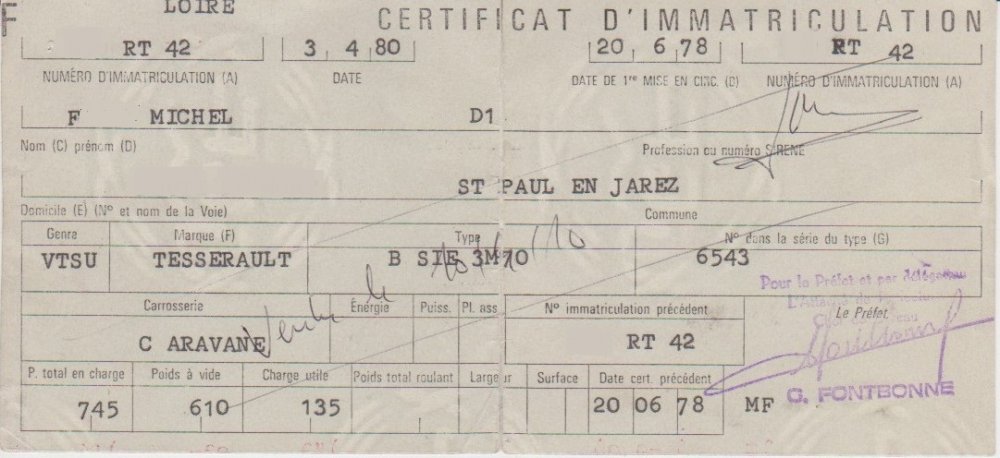 F LOIRE CERTIFICAT D'IMMATRICULATION
RT 42 3 4 80 20 6 78 RT 42
NUMÉRO D'IMMATRICULATION (A) DATE DATE DE 1re MISE EN CIRC. (B) NUMÉRO D'IMMATRICULATION (A)
F MICHEL D1
Nom (C) prénom (D) Profession ou numéro SIRENE
ST PAUL EN JAREZ
Domicile (E) (No et nom de la Voie) Commune
Genre Marque (F) Type No dans la série du type (G)
VTSU TESSERAULT B SIE 3M70 6543
Pour le Préfet et par
Carrosserie Énergie Puiss. Pl. ass No immatriculation précédent Le Préfet
C ARAVANE RT 42
Vendu le
P. total en charge Poids à vide Charge utile Poids total roulant Largeur Surface Date cert. précédent
745 610 135 20 06 78 MF G. FONTBONNE